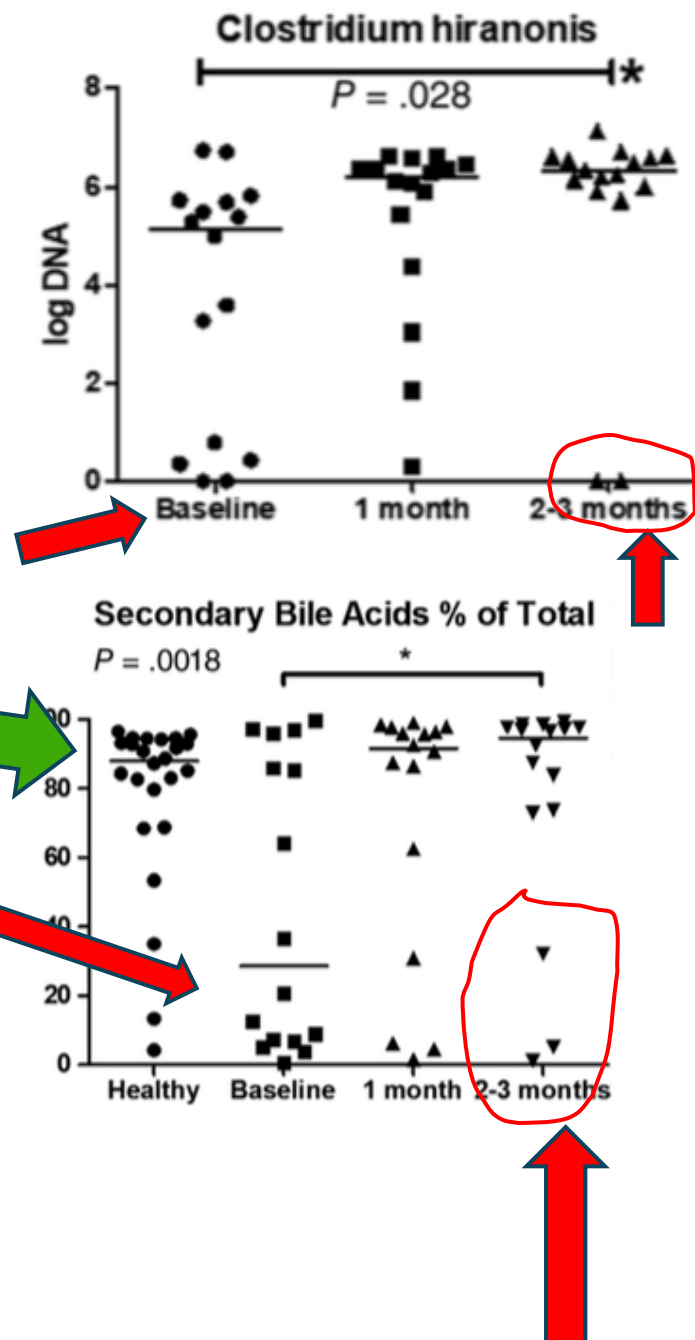 Clostridium hiranonis
*
P = .028
8
6
4
2
0
log DNA
Baseline 1 month 2-3 months
Secondary Bile Acids % of Total
P = .0018
*
80
60
40
20
0
Healthy Baseline 1 month 2-3 months